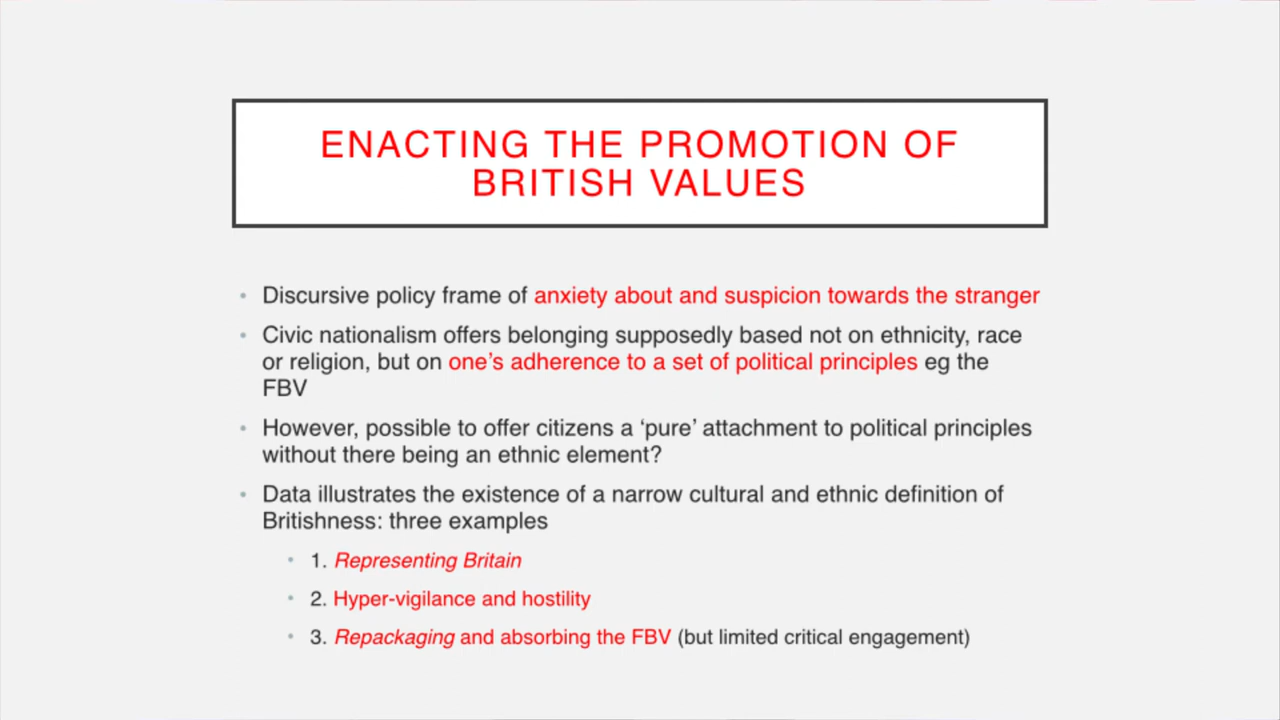 ENACTING THE PROMOTION OF
BRITISH VALUES
• Discursive policy frame of anxiety about and suspicion towards the stranger
• Civic nationalism offers belonging supposedly based not on ethnicity, race
or religion, but on one's adherence to a set of political principles eg the
FBV
• However, possible to offer citizens a ‘pure’ attachment to political principles
without there being an ethnic element?
• Data illustrates the existence of a narrow cultural and ethnic definition of
Britishness: three examples
• 1. Representing Britain
• 2. Hyper-vigilance and hostility
• 3. Repackaging and absorbing the FBV (but limited critical engagement)